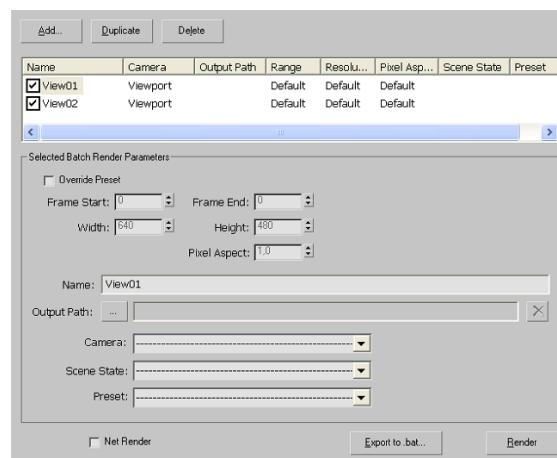 Add... Duplicate Delete
Name Camera Output Path Range Resolu... Pixel Asp... Scene State Preset
View01 Viewport Default Default Default
View02 Viewport Default Default Default
Selected Batch Render Parameters
Override Preset
Frame Start: 0 Frame End: 0
Width: 640 Height: 480
Pixel Aspect: 1,0
Name: View01
Output Path: ...
Camera:
Scene State:
Preset:
Net Render Export to .bat... Render